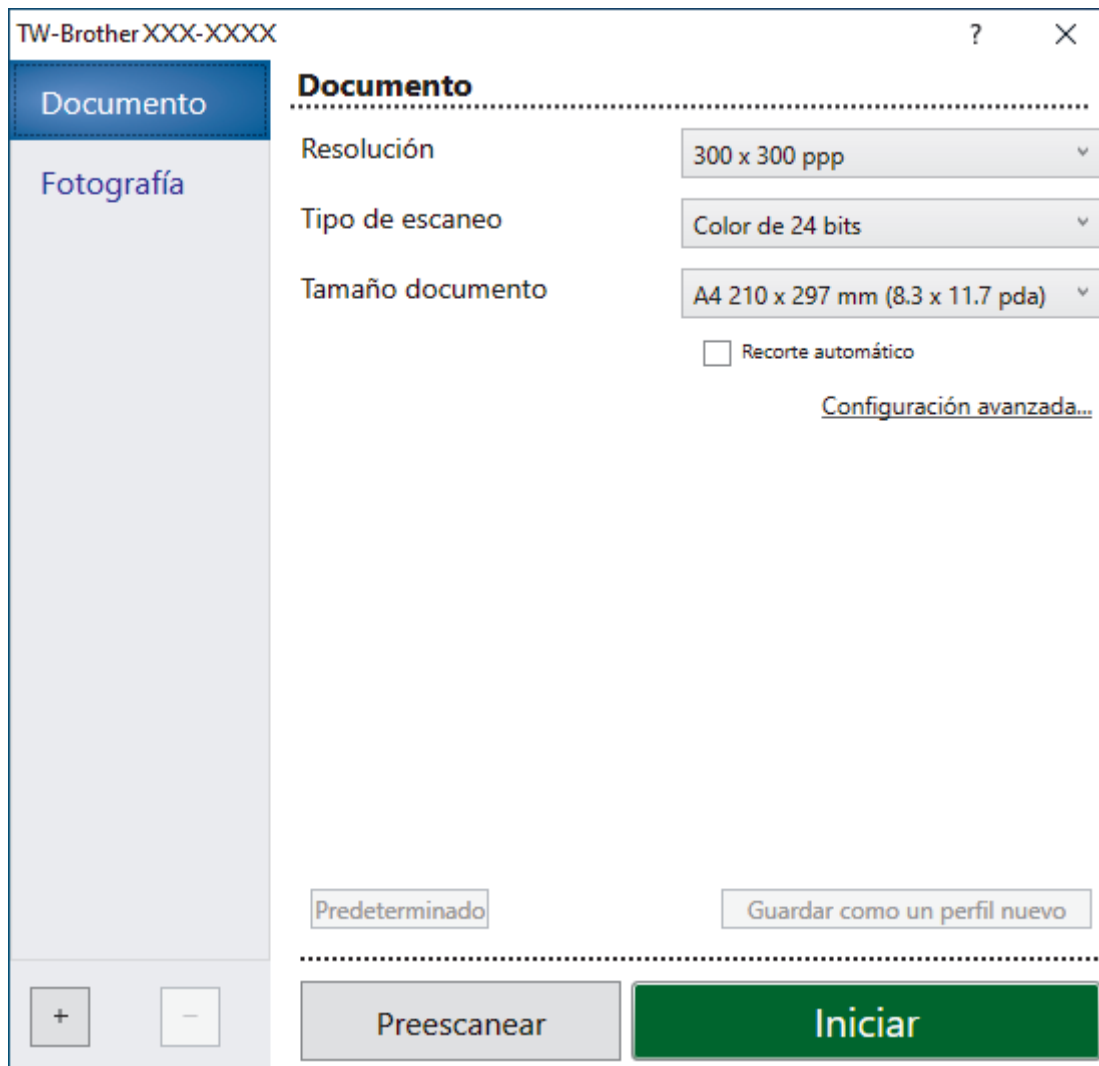 TW-Brother XXX-XXXX ? ×
Documento
Fotografía
+ −
Documento
Resolución 300 x 300 ppp
Tipo de escaneo Color de 24 bits
Tamaño documento A4 210 x 297 mm (8.3 x 11.7 pda)
Recorte automático
Configuración avanzada...
Predeterminado Guardar como un perfil nuevo
Preescanear Iniciar